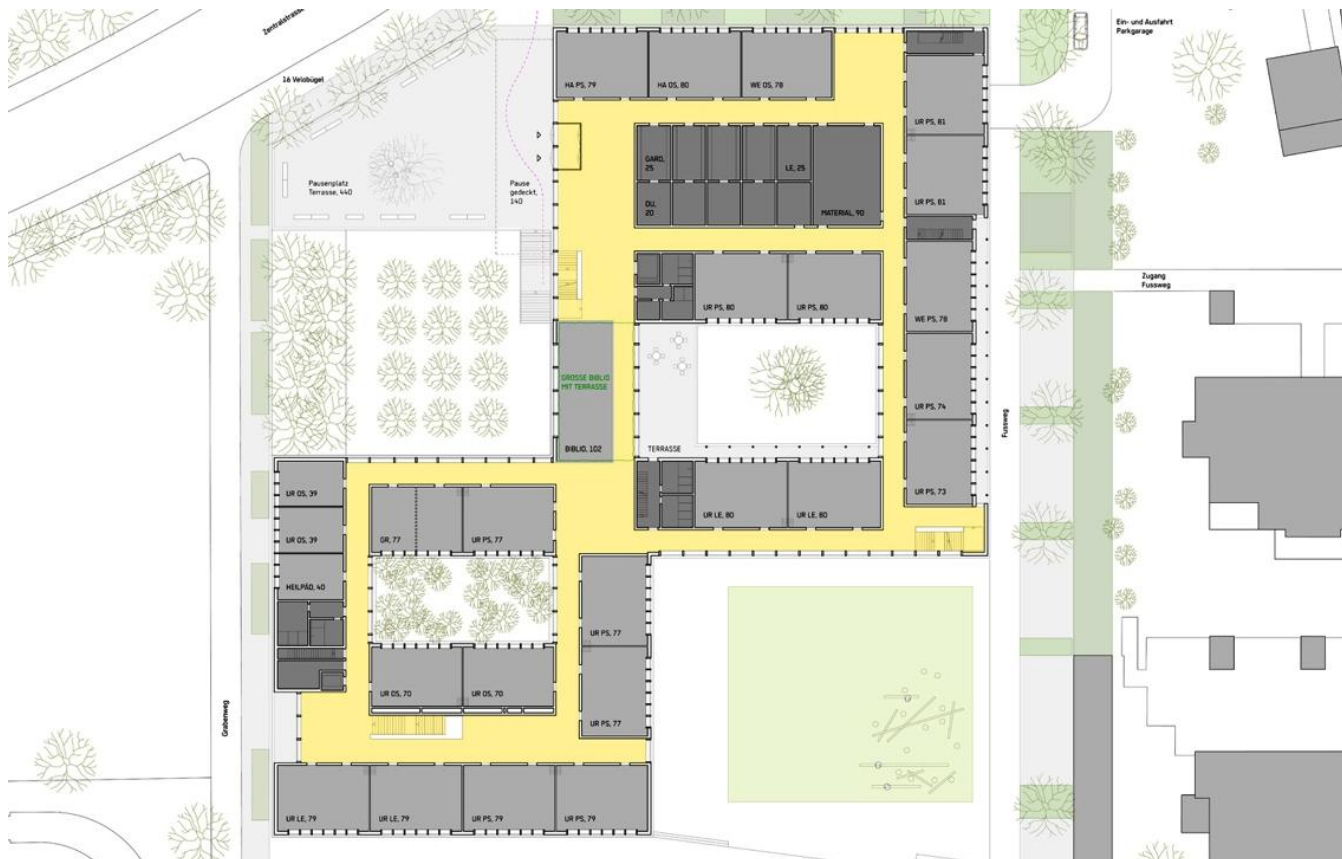 Zentralstrasse
Ein- und Ausfahrt
Parkgarage
16 Velobügel
HA PS, 79
HA OS, 80
WE OS, 78
UR PS, 81
GARD,
25
LE, 25
Pausenplatz
Terrasse, 440
Pause
gedeckt,
140
DU,
20
MATERIAL, 90
UR PS, 81
Zugang
Fussweg
UR PS, 80
UR PS, 80
WE PS, 78
GROSSE BIBLIO
MIT TERRASSE
UR PS, 74
Fussweg
BIBLIO, 102
TERRASSE
UR OS, 39
UR PS, 73
UR LE, 80
UR LE, 80
UR OS, 39
GR, 77
UR PS, 77
HEILPÄD, 40
UR PS, 77
UR OS, 70
UR OS, 70
Grabenweg
UR PS, 77
UR LE, 79
UR LE, 79
UR PS, 79
UR PS, 79